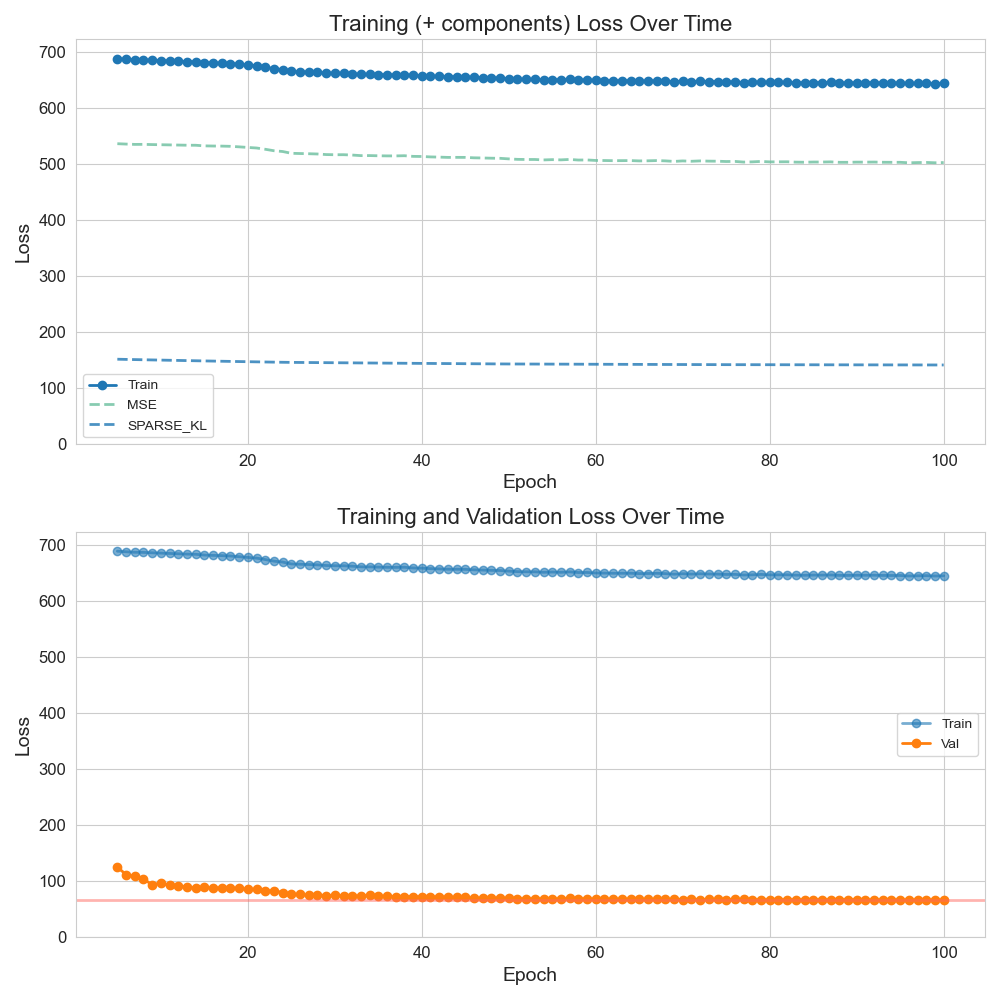 Training (+ components) Loss Over Time
700
600
500
400
300
200
100
0
Loss
Train
MSE
SPARSE_KL
20
40
60
80
100
Epoch
Training and Validation Loss Over Time
700
600
500
400
300
200
100
0
Loss
Train
Val
20
40
60
80
100
Epoch